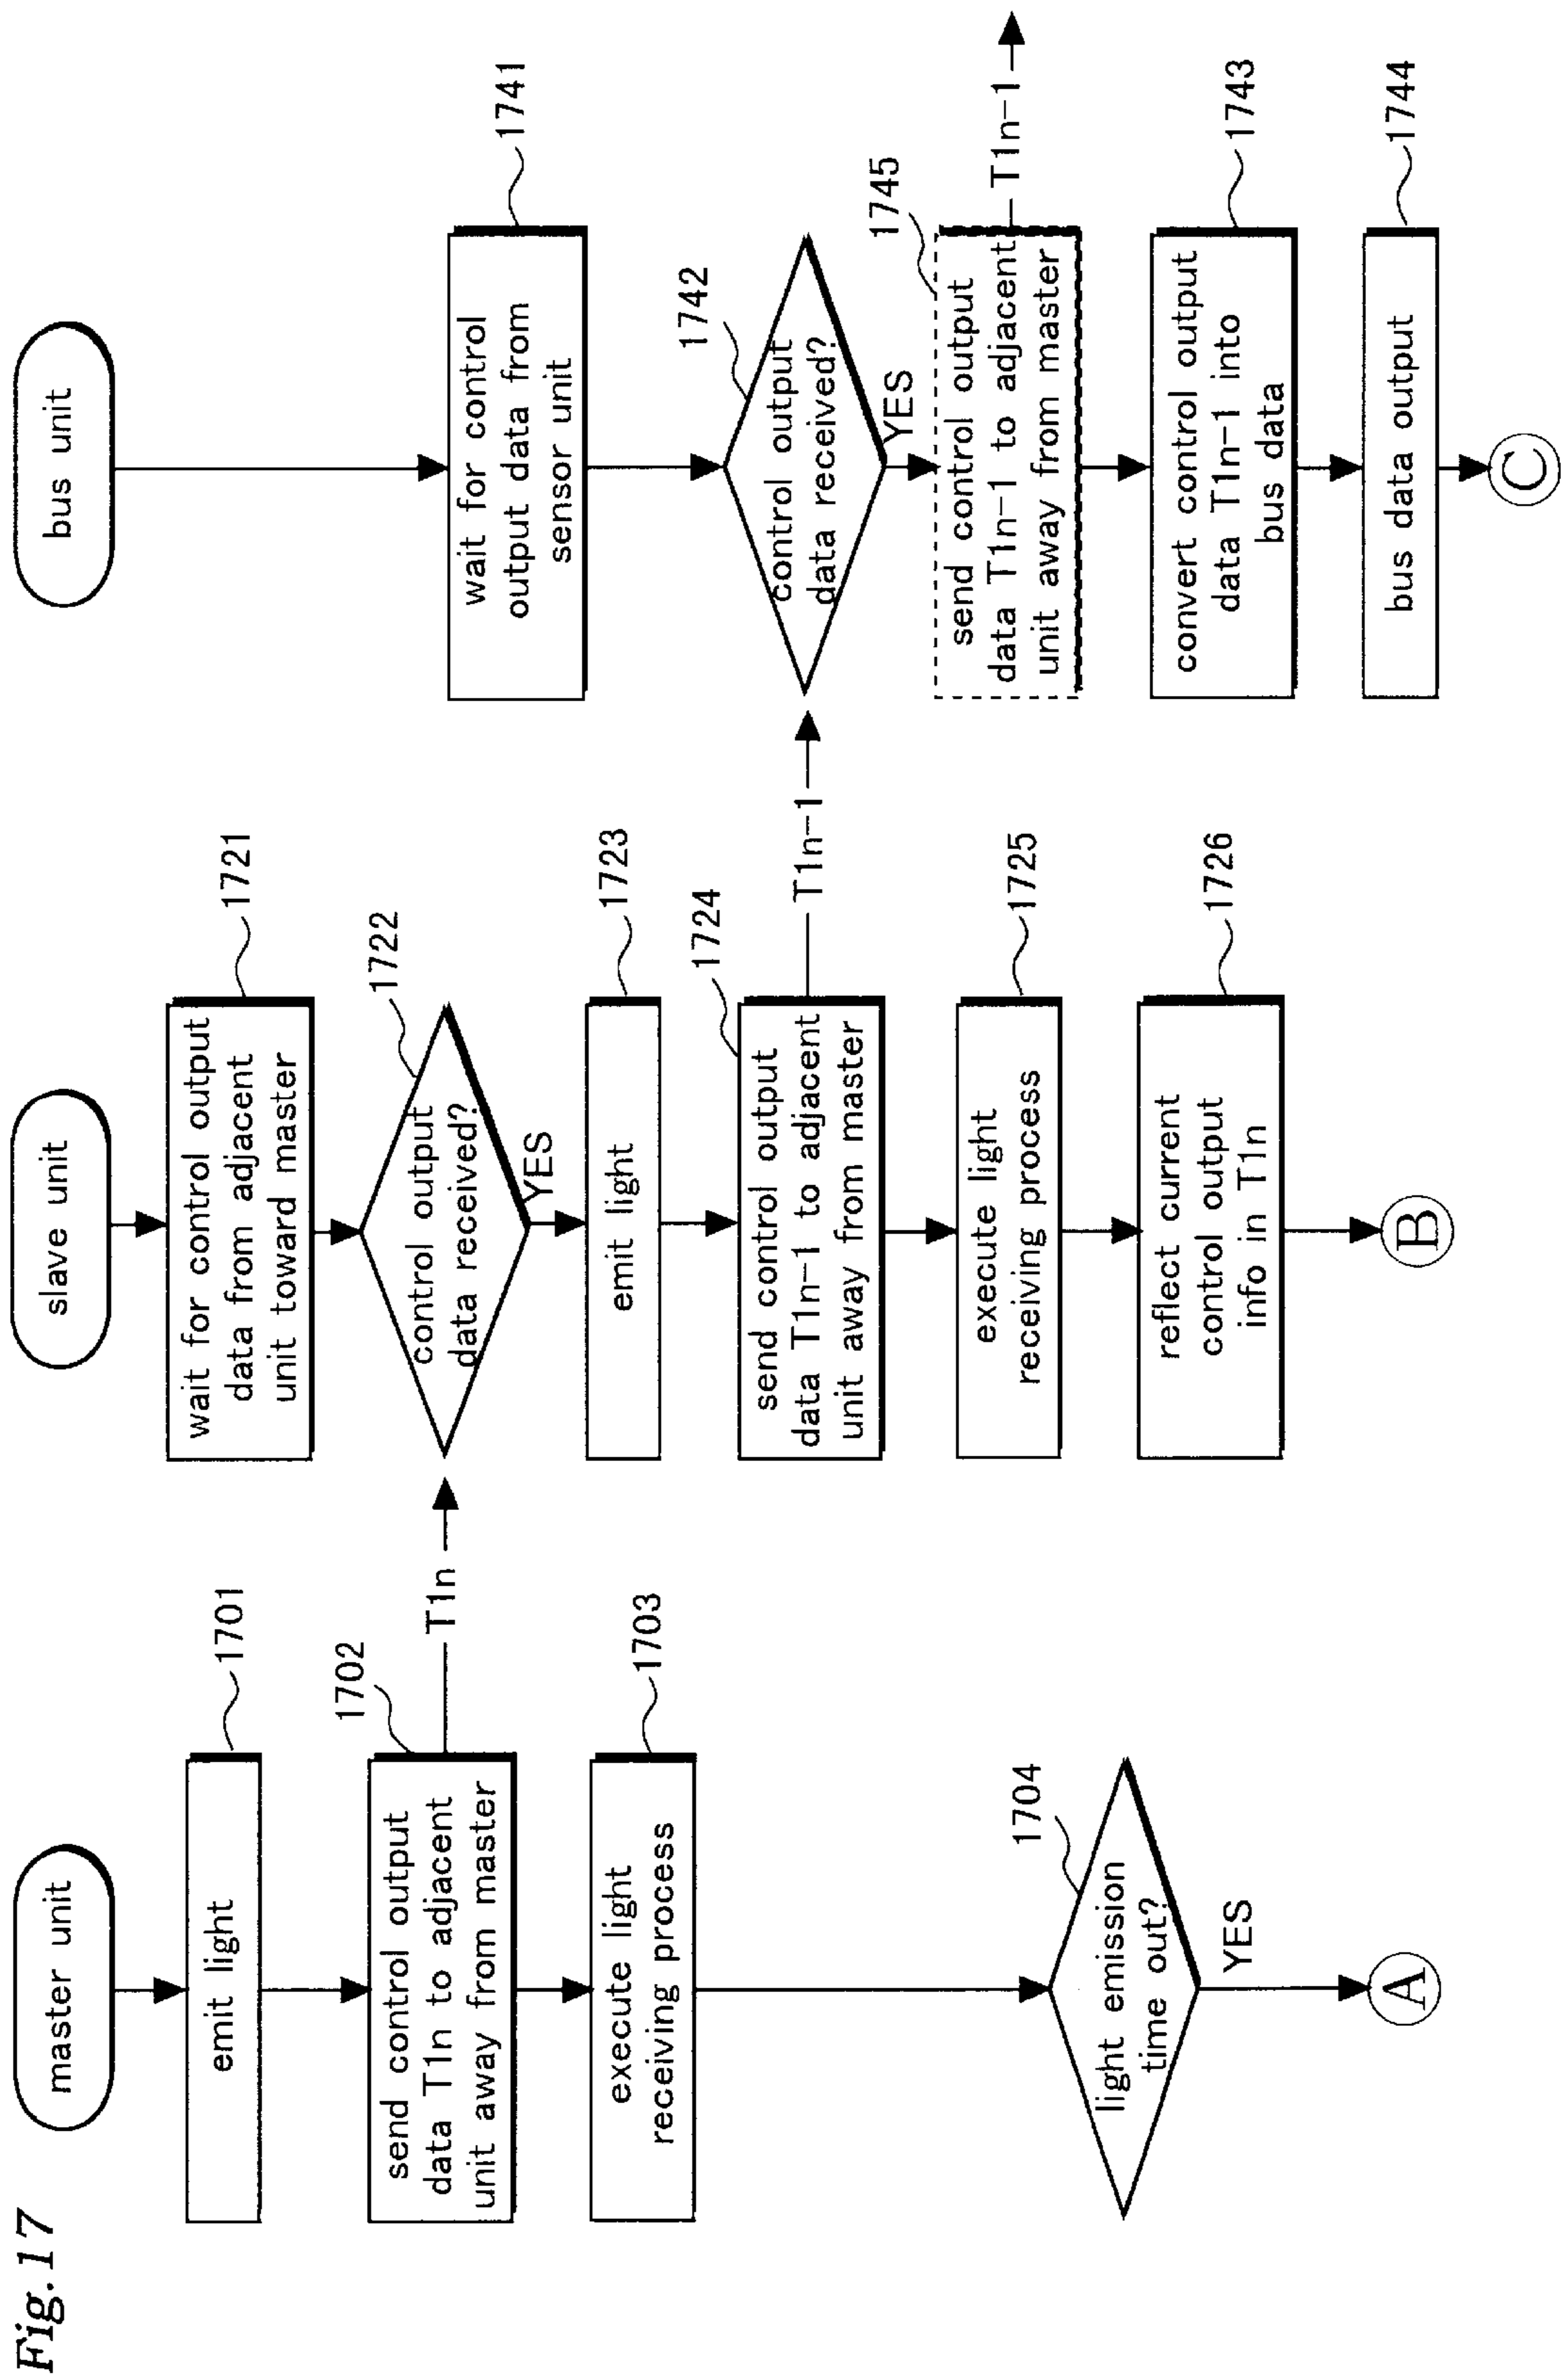 Fig. 17
master unit
emit light
1701
send control output
data T1n to adjacent
unit away from master
1702
T1n
execute light
receiving process
1703
light emission
time out?
1704
YES
A
slave unit
wait for control output
data from adjacent
unit toward master
1721
control output
data received?
1722
YES
emit light
1723
send control output
data T1n-1 to adjacent
unit away from master
1724
T1n-1
execute light
receiving process
1725
reflect current
control output
info in T1n
1726
B
bus unit
wait for control
output data from
sensor unit
1741
control output
data received?
1742
YES
send control output
data T1n-1 to adjacent
unit away from master
1745
T1n-1
convert control output
data T1n-1 into
bus data
1743
bus data output
1744
C